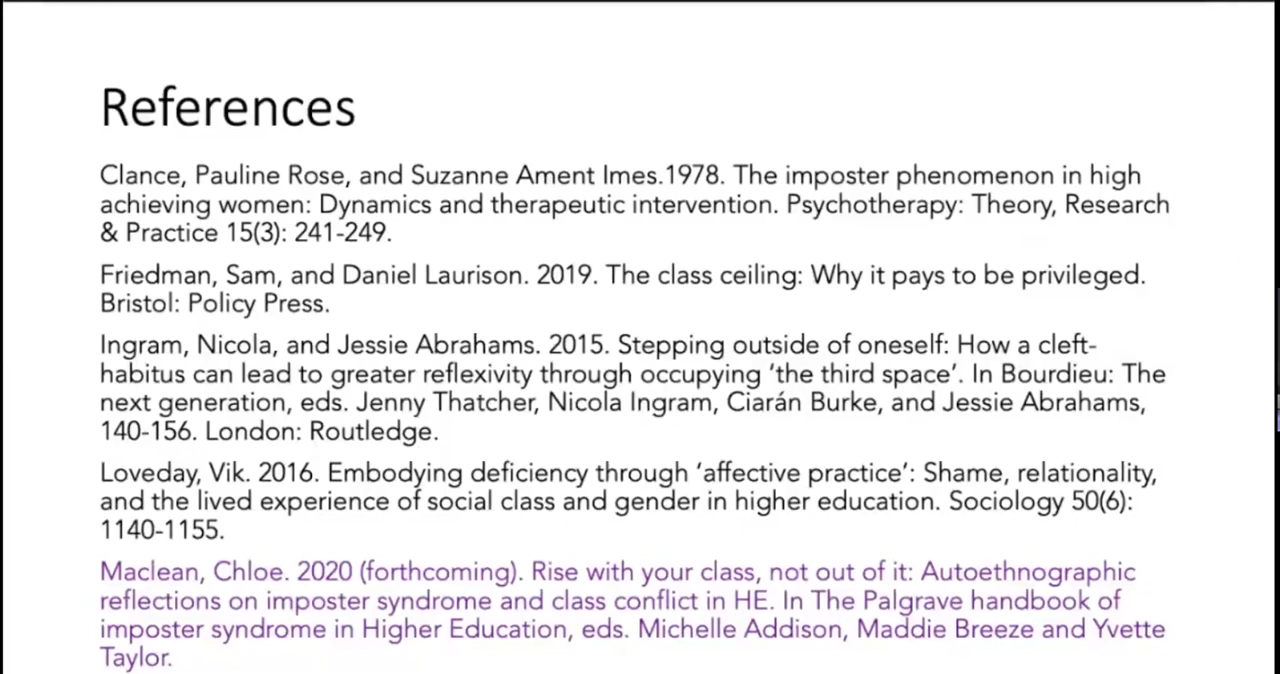 References
Clance, Pauline Rose, and Suzanne Ament Imes.1978. The imposter phenomenon in high
achieving women: Dynamics and therapeutic intervention. Psychotherapy: Theory, Research
& Practice 15(3): 241-249.
Friedman, Sam, and Daniel Laurison. 2019. The class ceiling: Why it pays to be privileged.
Bristol: Policy Press.
Ingram, Nicola, and Jessie Abrahams. 2015. Stepping outside of oneself: How a cleft-
habitus can lead to greater reflexivity through occupying ‘the third space’. In Bourdieu: The
next generation, eds. Jenny Thatcher, Nicola Ingram, Ciarán Burke, and Jessie Abrahams,
140-156. London: Routledge.
Loveday, Vik. 2016. Embodying deficiency through ‘affective practice’: Shame, relationality,
and the lived experience of social class and gender in higher education. Sociology 50(6):
1140-1155.
Maclean, Chloe. 2020 (forthcoming). Rise with your class, not out of it: Autoethnographic
reflections on imposter syndrome and class conflict in HE. In The Palgrave handbook of
imposter syndrome in Higher Education, eds. Michelle Addison, Maddie Breeze and Yvette
Taylor.